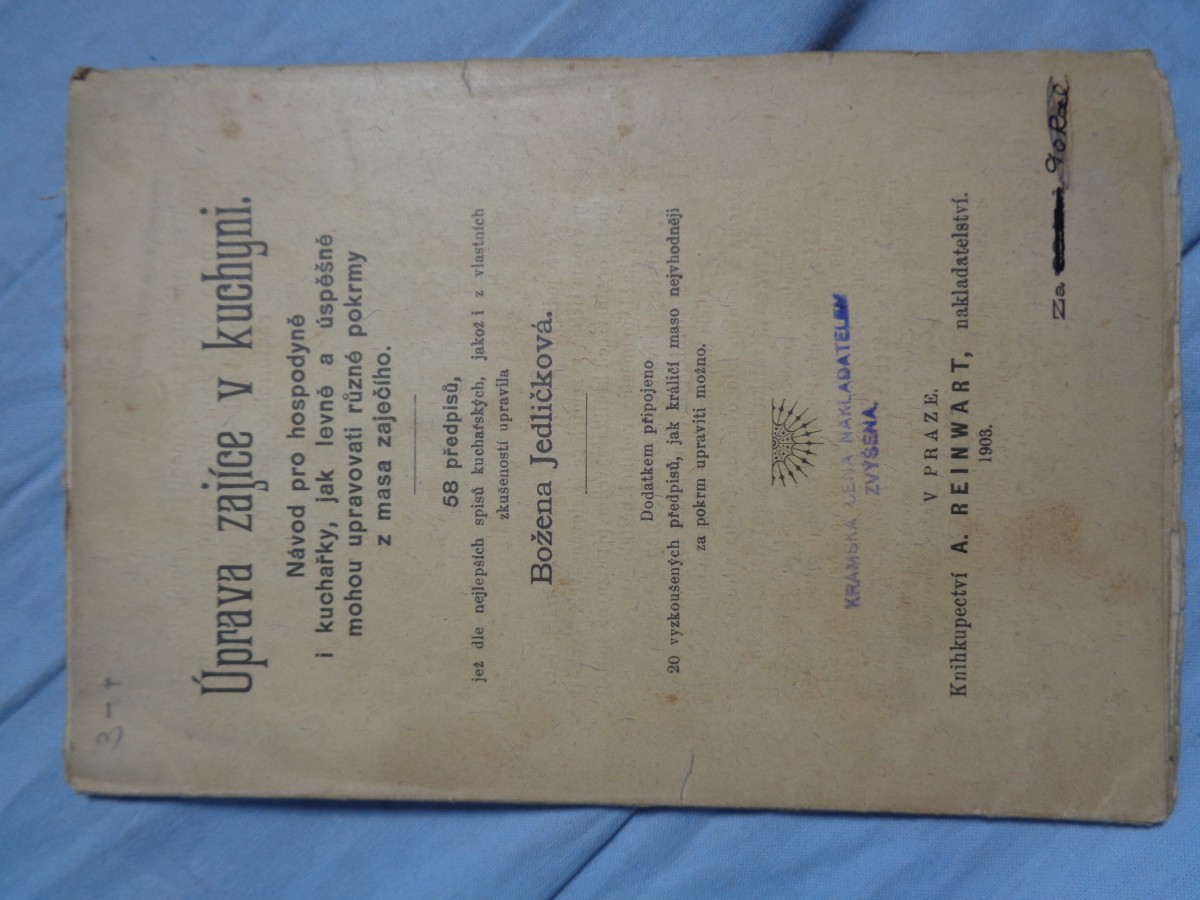 3-+
Úprava zajíce v kuchyni.
Návod pro hospodyně
i kuchařky, jak levně a úspěšně
mohou upravovati různé pokrmy
z masa zaječího.
58 předpisů,
jež dle nejlepších spisů kuchařských, jakož i z vlastních
zkušeností upravila
Božena Jedličková.
Dodatkem připojeno
20 vyzkoušených předpisů, jak králičí maso nejvhodněji
za pokrm upraviti možno.
KRÁMSKÁ CENA NAKLADATELEM
ZVÝŠENA.
V PRAZE.
Knihkupectví A. REINWART, nakladatelství.
1903.
Za 90 hal